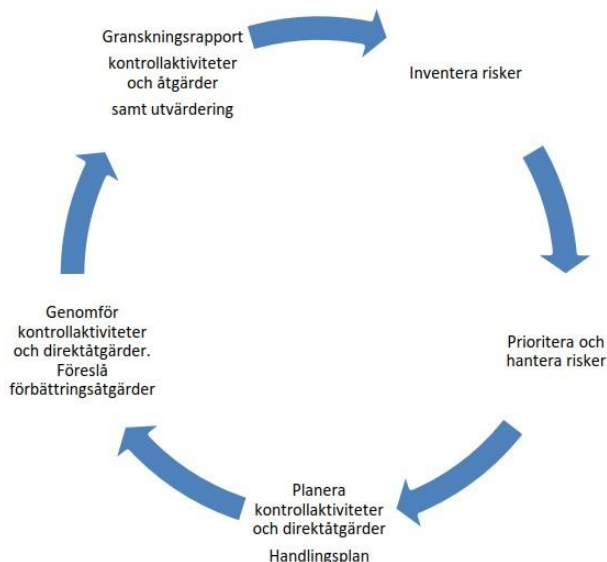 Granskningsrapport
kontrollaktiviteter
och åtgärder
samt utvärdering
Inventera risker
Prioritera och
hantera risker
Planera
kontrollaktiviteter
och direktåtgärder
Handlingsplan
Genomför
kontrollaktiviteter
och direktåtgärder.
Föreslå
förbättringsåtgärder